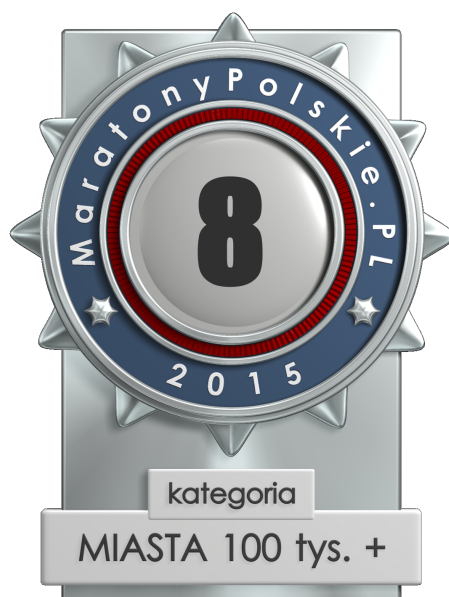 MaratonyPolskie.PL
8
2015
kategoria
MIASTA 100 tys. +